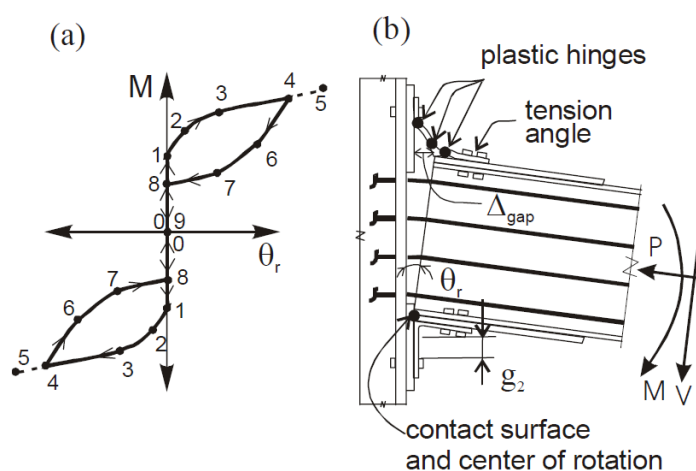 (a)
M
4
5
3
2
1
6
7
8
0
9
0
θr
7
8
6
1
2
5
4
3
(b)
plastic hinges
tension
angle
Δgap
P
θr
g2
M
V
contact surface
and center of rotation